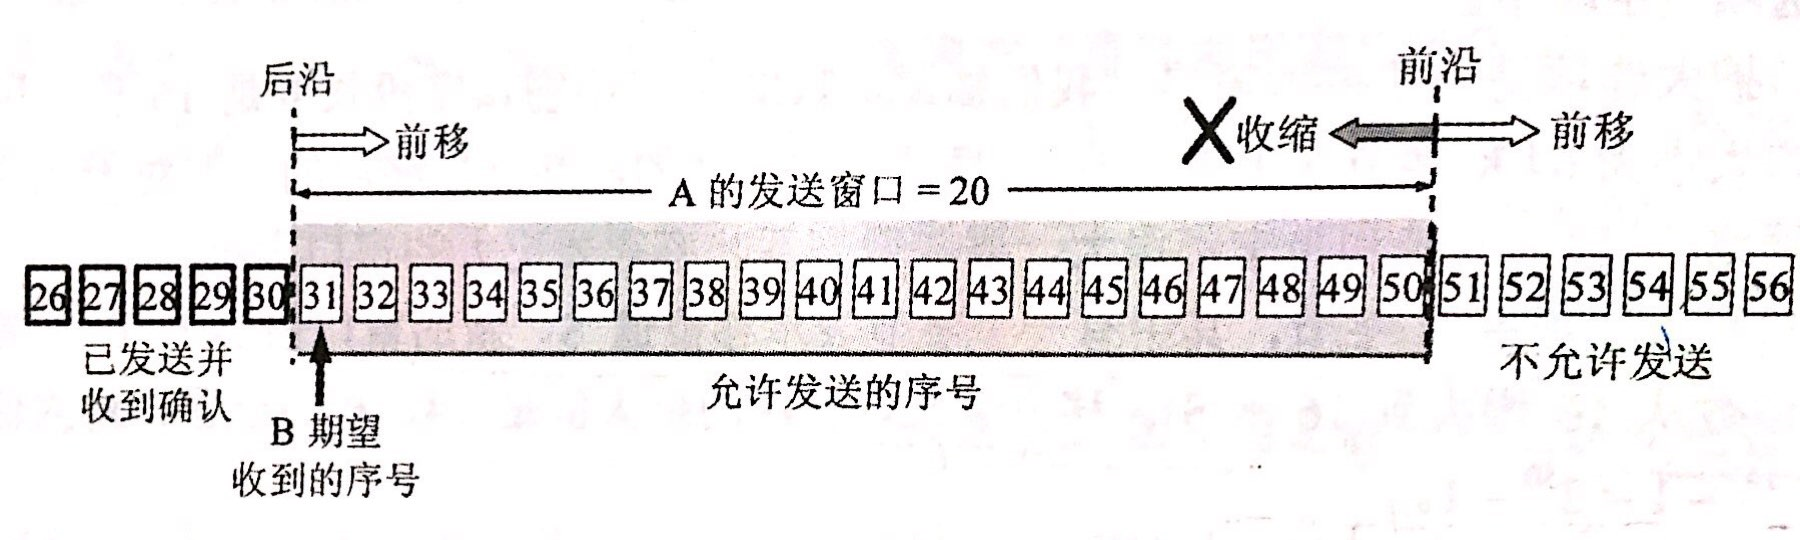 后沿
前沿
前移
收缩
前移
A 的发送窗口 = 20
26 27 28 29 30 31 32 33 34 35 36 37 38 39 40 41 42 43 44 45 46 47 48 49 50 51 52 53 54 55 56
已发送并
收到确认
B 期望
收到的序号
允许发送的序号
不允许发送